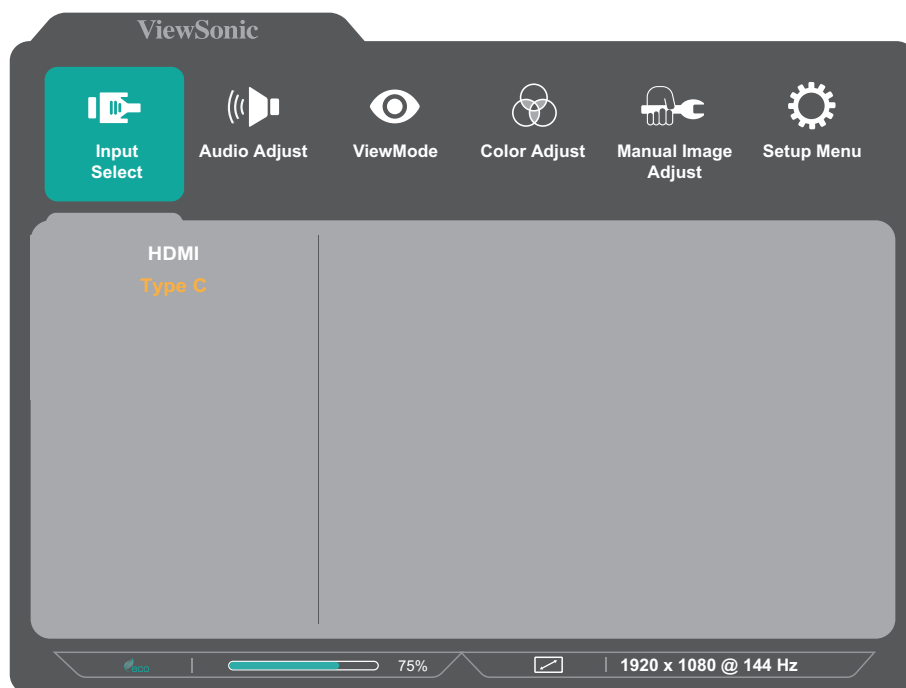 ViewSonic
Input
Select
Audio Adjust
ViewMode
Color Adjust
Manual Image
Adjust
Setup Menu
HDMI
Type C
eco
75%
1920 x 1080 @ 144 Hz